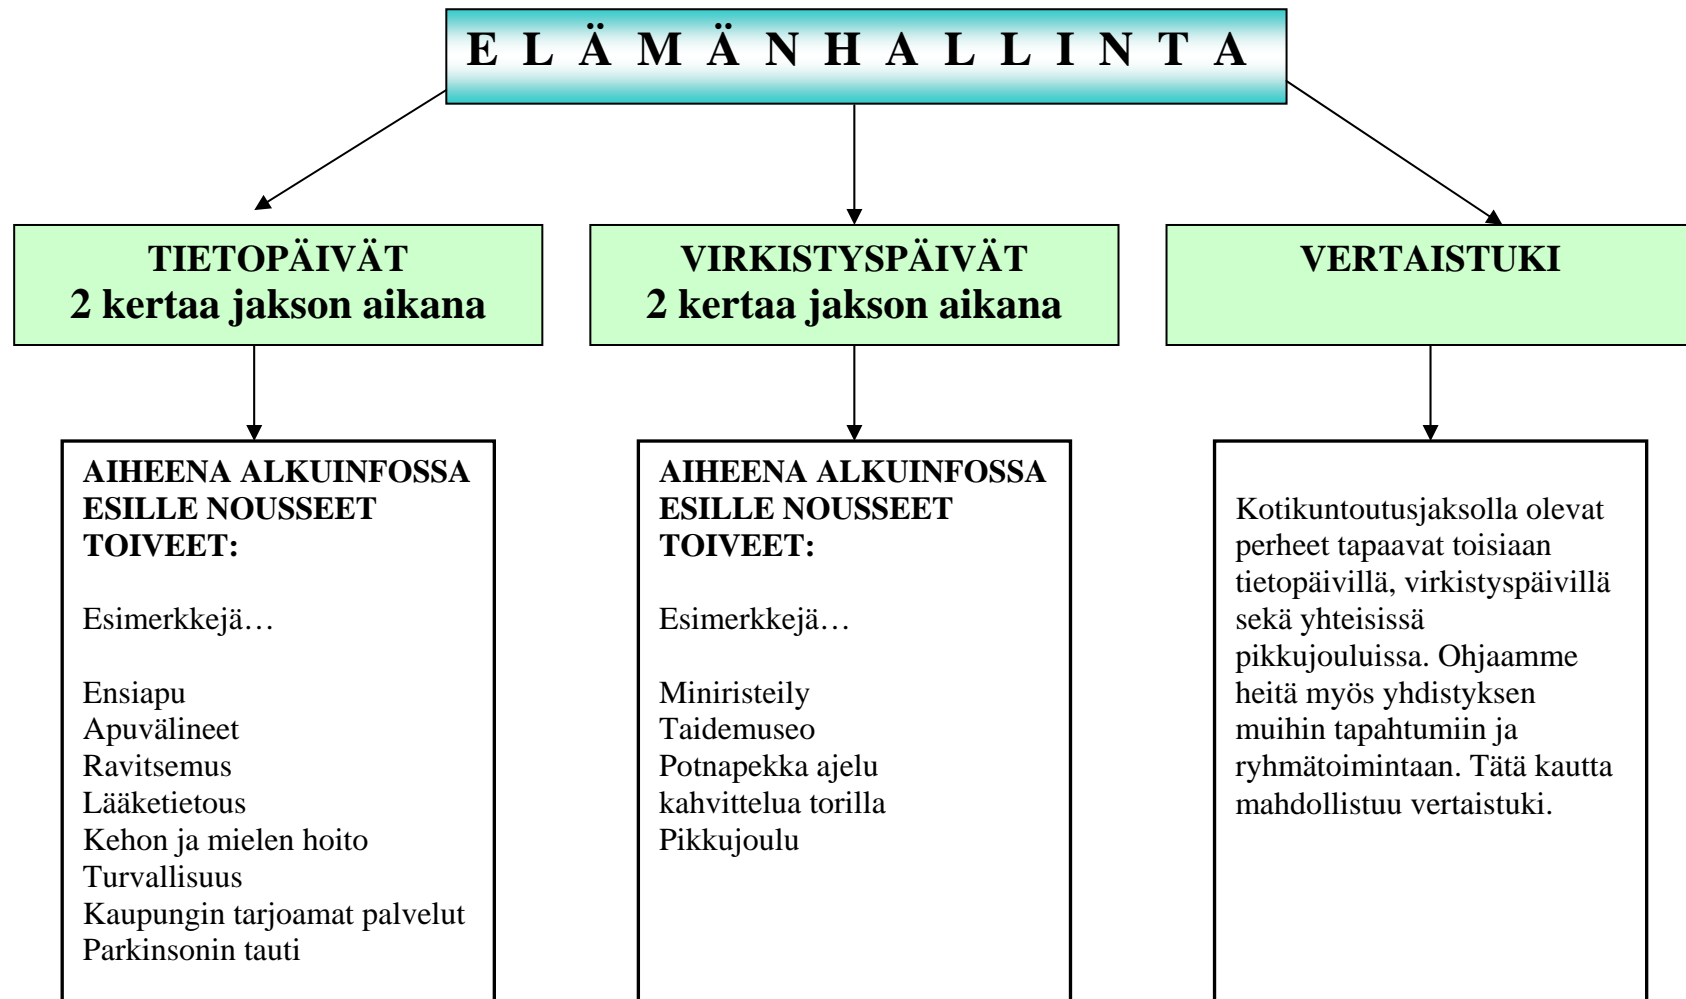 E L Ä M Ä N H A L L I N T A
TIETOPÄIVÄT
2 kertaa jakson aikana
VIRKISTYSPÄIVÄT
2 kertaa jakson aikana
VERTAISTUKI
AIHEENA ALKUINFOSSA
ESILLE NOUSSEET
TOIVEET:
Esimerkkejä…
Ensiapu
Apuvälineet
Ravitsemus
Lääketietous
Kehon ja mielen hoito
Turvallisuus
Kaupungin tarjoamat palvelut
Parkinsonin tauti
AIHEENA ALKUINFOSSA
ESILLE NOUSSEET
TOIVEET:
Esimerkkejä…
Miniristeily
Taidemuseo
Potnapekka ajelu
kahvittelua torilla
Pikkujoulu
Kotikuntoutusjaksolla olevat
perheet tapaavat toisiaan
tietopäivillä, virkistyspäivillä
sekä yhteisissä
pikkujouluissa. Ohjaamme
heitä myös yhdistyksen
muihin tapahtumiin ja
ryhmätoimintaan. Tätä kautta
mahdollistuu vertaistuki.